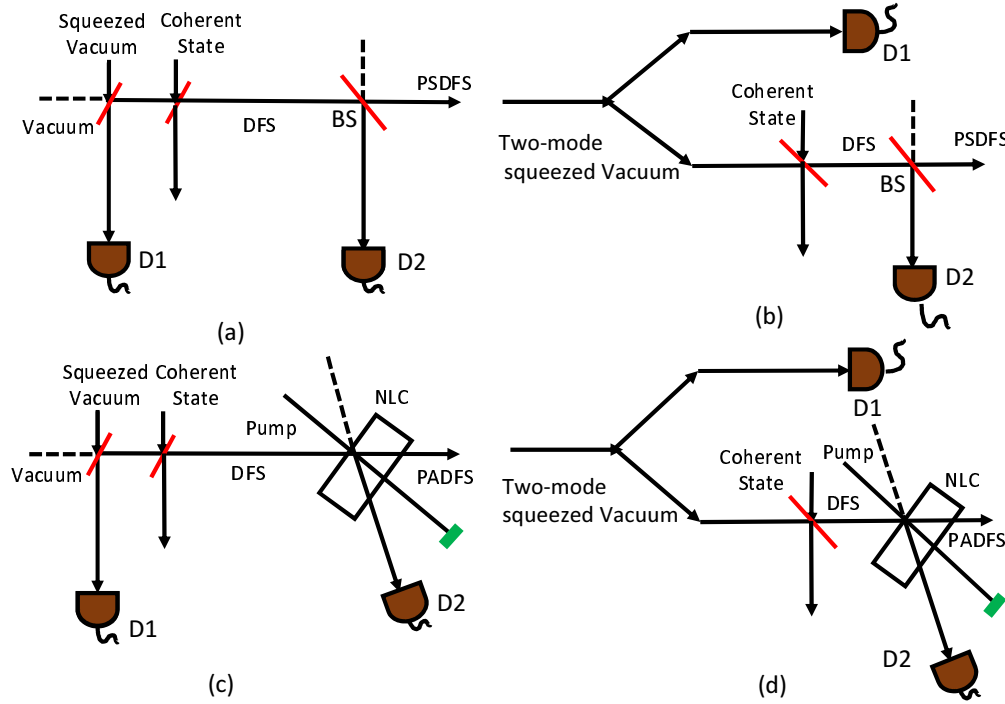 Squeezed
Vacuum
Coherent
State
Vacuum
DFS
BS
PSDFS
D1
D2
(a)
D1
Two-mode
squeezed Vacuum
Coherent
State
DFS
BS
PSDFS
D2
(b)
Squeezed
Vacuum
Coherent
State
Vacuum
DFS
Pump
NLC
PADFS
D1
D2
(c)
D1
Two-mode
squeezed Vacuum
Coherent
State
Pump
DFS
NLC
PADFS
D2
(d)